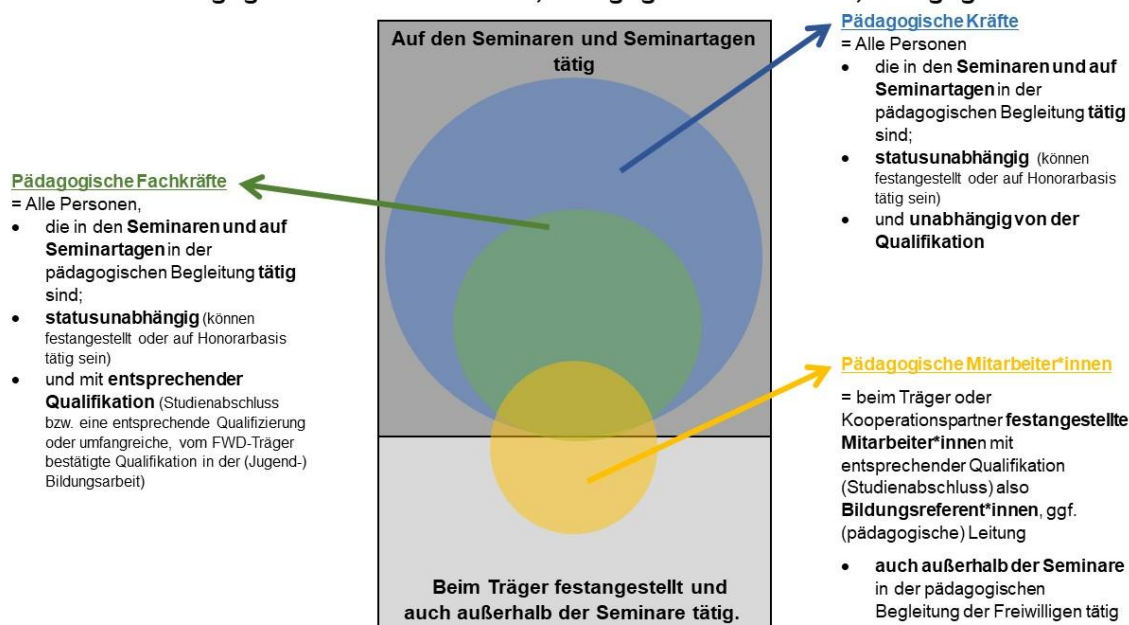 Auf den Seminaren und Seminartagen
tätig
Pädagogische Kräfte
= Alle Personen
• die in den Seminaren und auf
Seminartagen in der
pädagogischen Begleitung tätig
sind;
• statusunabhängig (können
festangestellt oder auf Honorarbasis
tätig sein)
• und unabhängig von der
Qualifikation
Pädagogische Fachkräfte
= Alle Personen,
• die in den Seminaren und auf
Seminartagen in der
pädagogischen Begleitung tätig
sind;
• statusunabhängig (können
festangestellt oder auf Honorarbasis
tätig sein)
• und mit entsprechender
Qualifikation (Studienabschluss
bzw. eine entsprechende Qualifizierung
oder umfangreiche, vom FWD-Träger
bestätigte Qualifikation in der (Jugend-)
Bildungsarbeit)
Pädagogische Mitarbeiter*innen
= beim Träger oder
Kooperationspartner festangestellte
Mitarbeiter*innen mit
entsprechender Qualifikation
(Studienabschluss) also
Bildungsreferent*innen, ggf.
(pädagogische) Leitung
• auch außerhalb der Seminare
in der pädagogischen
Begleitung der Freiwilligen tätig
Beim Träger festangestellt und
auch außerhalb der Seminare tätig.